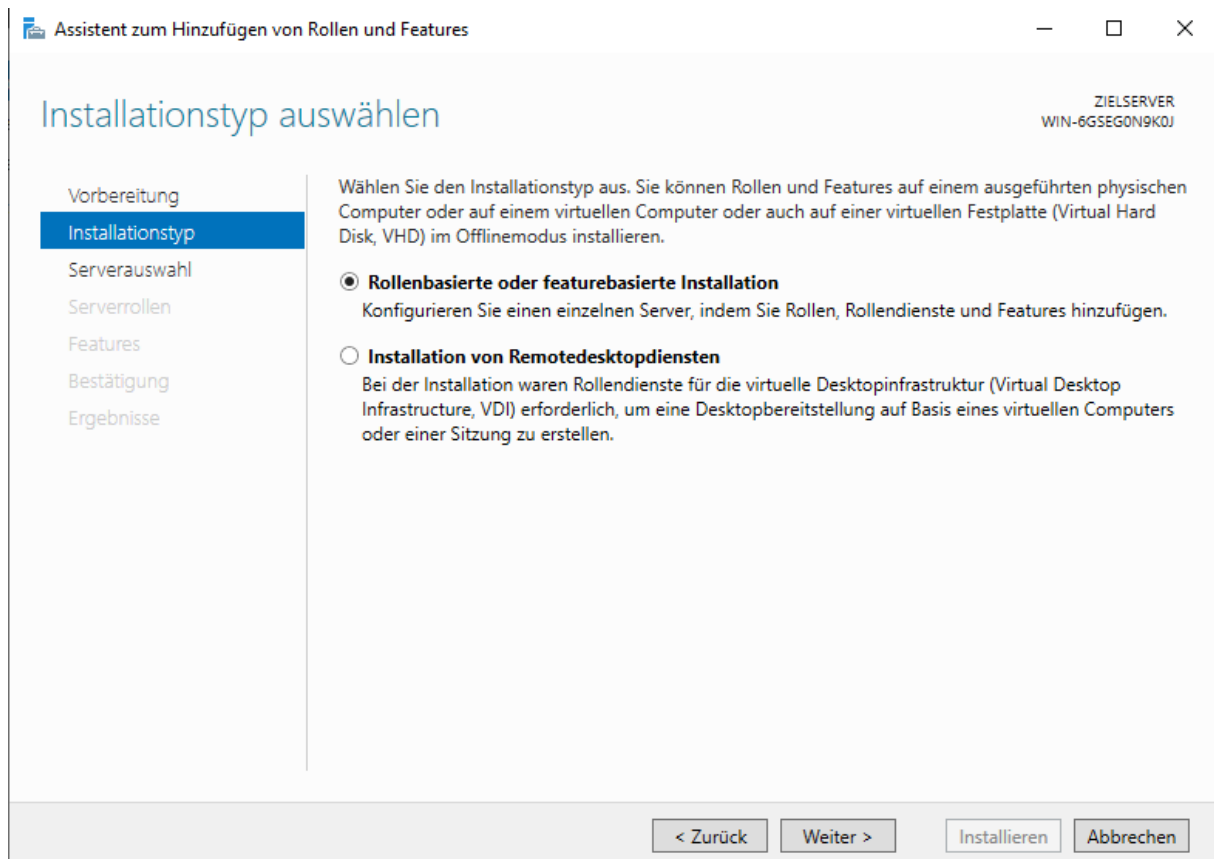 Assistent zum Hinzufügen von Rollen und Features
Installationstyp auswählen
ZIELSERVER
WIN-6GSEG0N9K0J
Vorbereitung
Installationstyp
Serverauswahl
Serverrollen
Features
Bestätigung
Ergebnisse
Wählen Sie den Installationstyp aus. Sie können Rollen und Features auf einem ausgeführten physischen
Computer oder auf einem virtuellen Computer oder auch auf einer virtuellen Festplatte (Virtual Hard
Disk, VHD) im Offlinemodus installieren.
Rollenbasierte oder featurebasierte Installation
Konfigurieren Sie einen einzelnen Server, indem Sie Rollen, Rollendienste und Features hinzufügen.
Installation von Remotedesktopdiensten
Bei der Installation waren Rollendienste für die virtuelle Desktopinfrastruktur (Virtual Desktop
Infrastructure, VDI) erforderlich, um eine Desktopbereitstellung auf Basis eines virtuellen Computers
oder einer Sitzung zu erstellen.
< Zurück
Weiter >
Installieren
Abbrechen